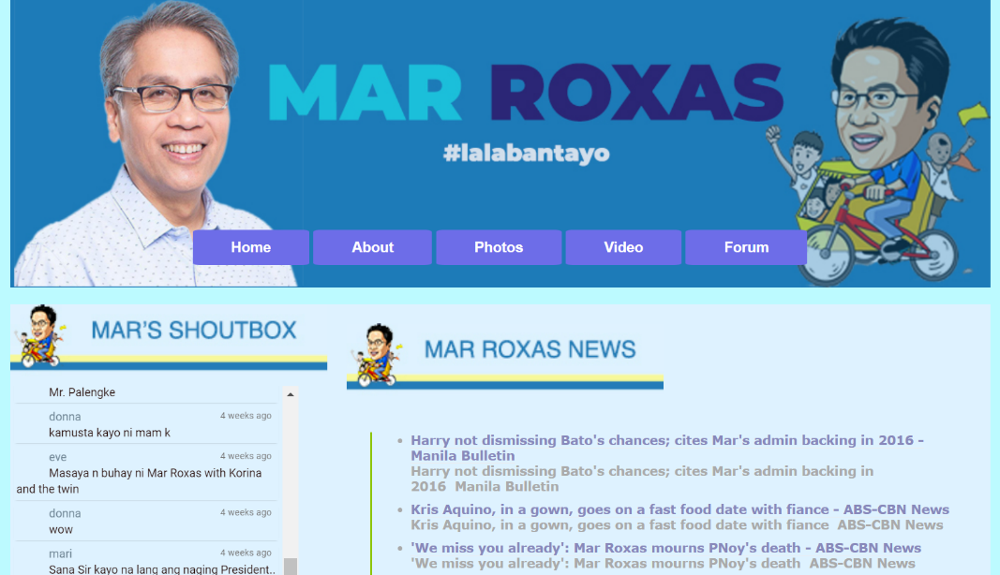 MAR ROXAS
#lalabantayo
Home About Photos Video Forum
MAR'S SHOUTBOX
Mr. Palengke
donna 4 weeks ago
kamusta kayo ni mam k
eve 4 weeks ago
Masaya n buhay ni Mar Roxas with Korina
and the twin
donna 4 weeks ago
wow
mari 4 weeks ago
Sana Sir kayo na lang ang naging President..
MAR ROXAS NEWS
Harry not dismissing Bato's chances; cites Mar's admin backing in 2016 -
Manila Bulletin
Harry not dismissing Bato's chances; cites Mar's admin backing in
2016 Manila Bulletin
Kris Aquino, in a gown, goes on a fast food date with fiance - ABS-CBN News
Kris Aquino, in a gown, goes on a fast food date with fiance ABS-CBN News
'We miss you already': Mar Roxas mourns PNoy's death - ABS-CBN News
'We miss you already': Mar Roxas mourns PNoy's death ABS-CBN News